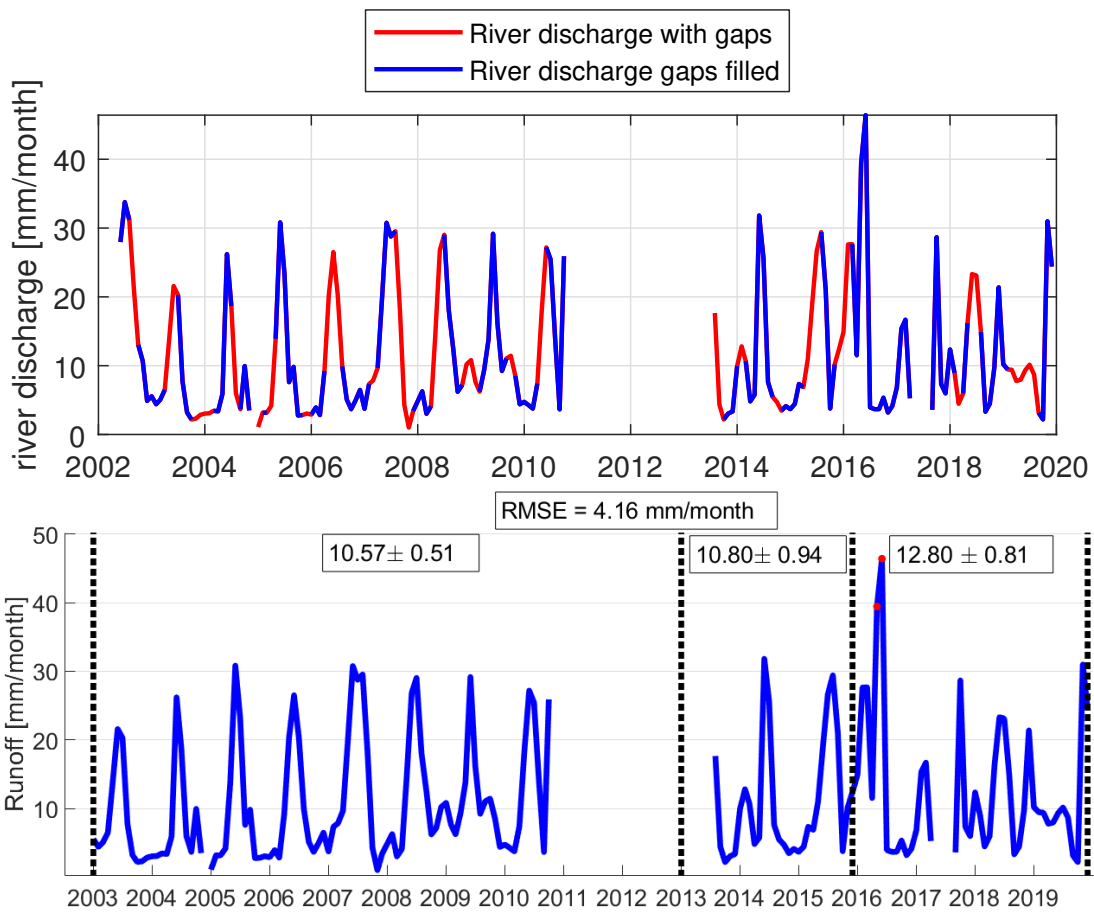 River discharge with gaps
River discharge gaps filled
river discharge [mm/month]
40
30
20
10
0
2002 2004 2006 2008 2010 2012 2014 2016 2018 2020
RMSE = 4.16 mm/month
10.57± 0.51
10.80± 0.94
12.80 ± 0.81
Runoff [mm/month]
50
40
30
20
10
2003 2004 2005 2006 2007 2008 2009 2010 2011 2012 2013 2014 2015 2016 2017 2018 2019